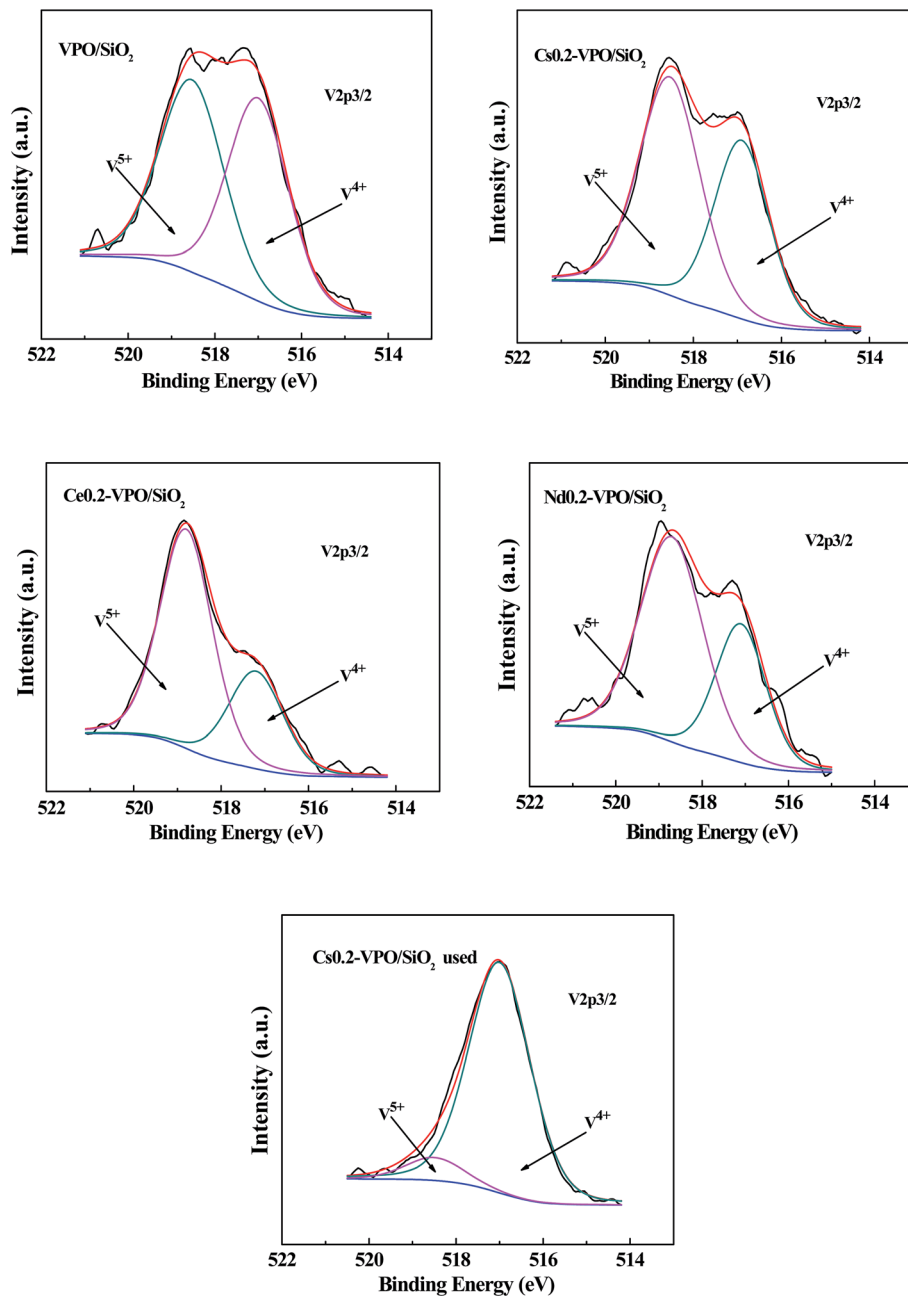 VPO/SiO₂
V2p3/2
V⁵⁺
V⁴⁺
Intensity (a.u.)
522 520 518 516 514
Binding Energy (eV)
Cs0.2-VPO/SiO₂
V2p3/2
V⁵⁺
V⁴⁺
Intensity (a.u.)
522 520 518 516 514
Binding Energy (eV)
Ce0.2-VPO/SiO₂
V2p3/2
V⁵⁺
V⁴⁺
Intensity (a.u.)
522 520 518 516 514
Binding Energy (eV)
Nd0.2-VPO/SiO₂
V2p3/2
V⁵⁺
V⁴⁺
Intensity (a.u.)
522 520 518 516 514
Binding Energy (eV)
Cs0.2-VPO/SiO₂ used
V2p3/2
V⁵⁺
V⁴⁺
Intensity (a.u.)
522 520 518 516 514
Binding Energy (eV)